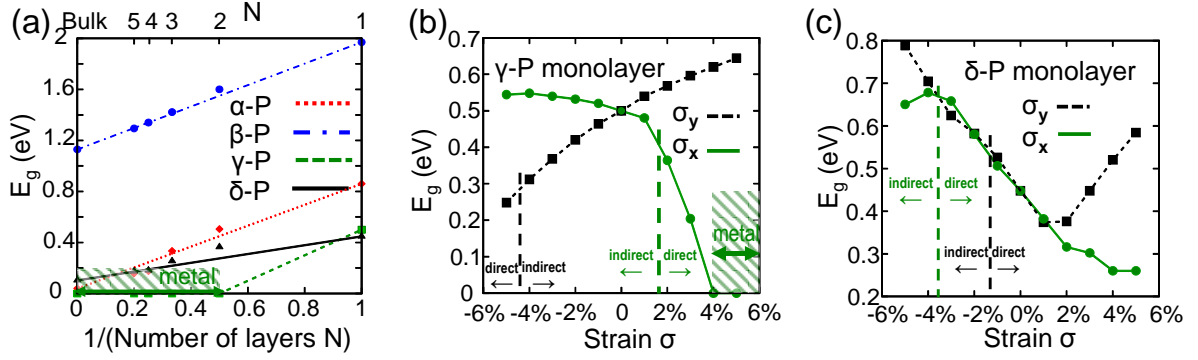 (a)
Bulk 5 4 3 2 N 1
2
1.6
1.2
0.8
0.4
0
E_g (eV)
α-P
β-P
γ-P
δ-P
metal
0 0.2 0.4 0.6 0.8 1
1/(Number of layers N)
(b)
0.7
0.6
0.5
0.4
0.3
0.2
0.1
0
E_g (eV)
γ-P monolayer
σ_y
σ_x
metal
indirect direct
direct indirect
-6% -4% -2% 0 2% 4% 6%
Strain σ
(c)
0.8
0.7
0.6
0.5
0.4
0.3
0.2
E_g (eV)
δ-P monolayer
σ_y
σ_x
indirect direct
indirect direct
-6% -4% -2% 0% 2% 4% 6%
Strain σ